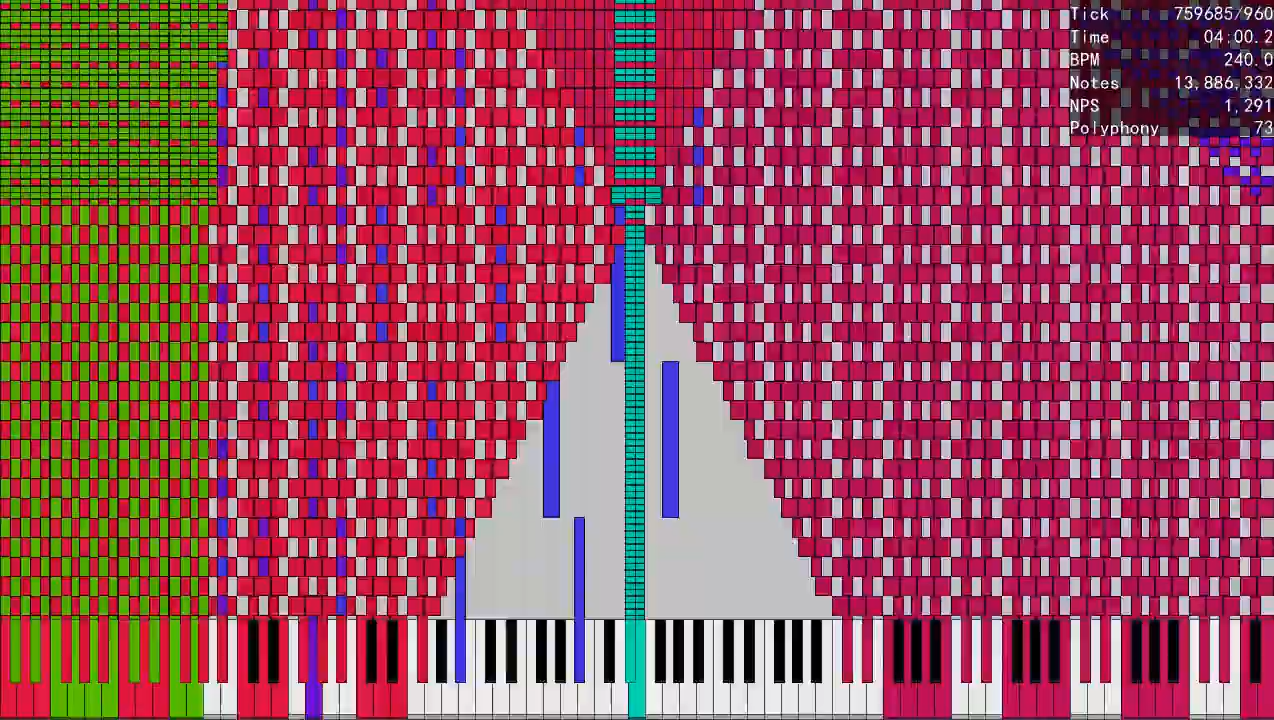 Tick 759685/960
Time 04:00.2
BPM 240.0
Notes 13,886,332
NPS 1,291
Polyphony 73